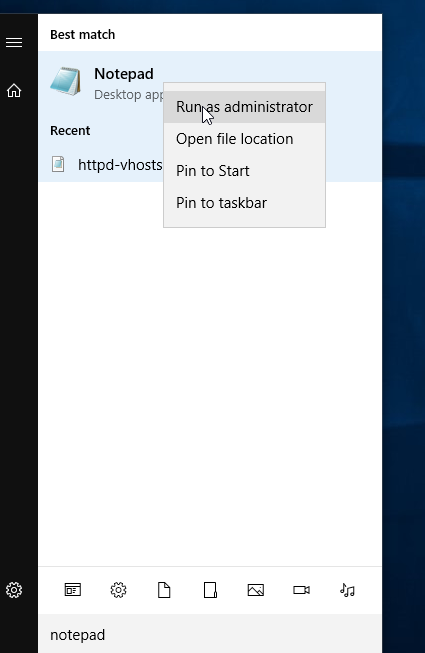 Best match
Notepad
Desktop app
Run as administrator
Recent
Open file location
httpd-vhosts
Pin to Start
Pin to taskbar
notepad